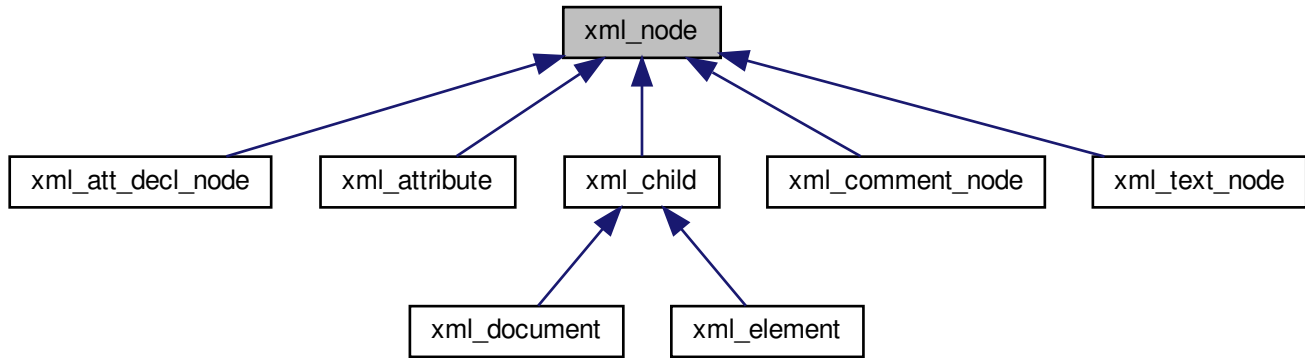 xml_node
xml_att_decl_node
xml_attribute
xml_child
xml_comment_node
xml_text_node
xml_document
xml_element